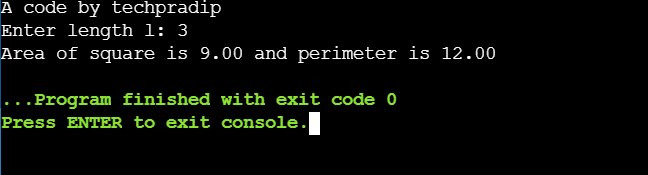 A code by techpradip
Enter length l: 3
Area of square is 9.00 and perimeter is 12.00
...Program finished with exit code 0
Press ENTER to exit console.